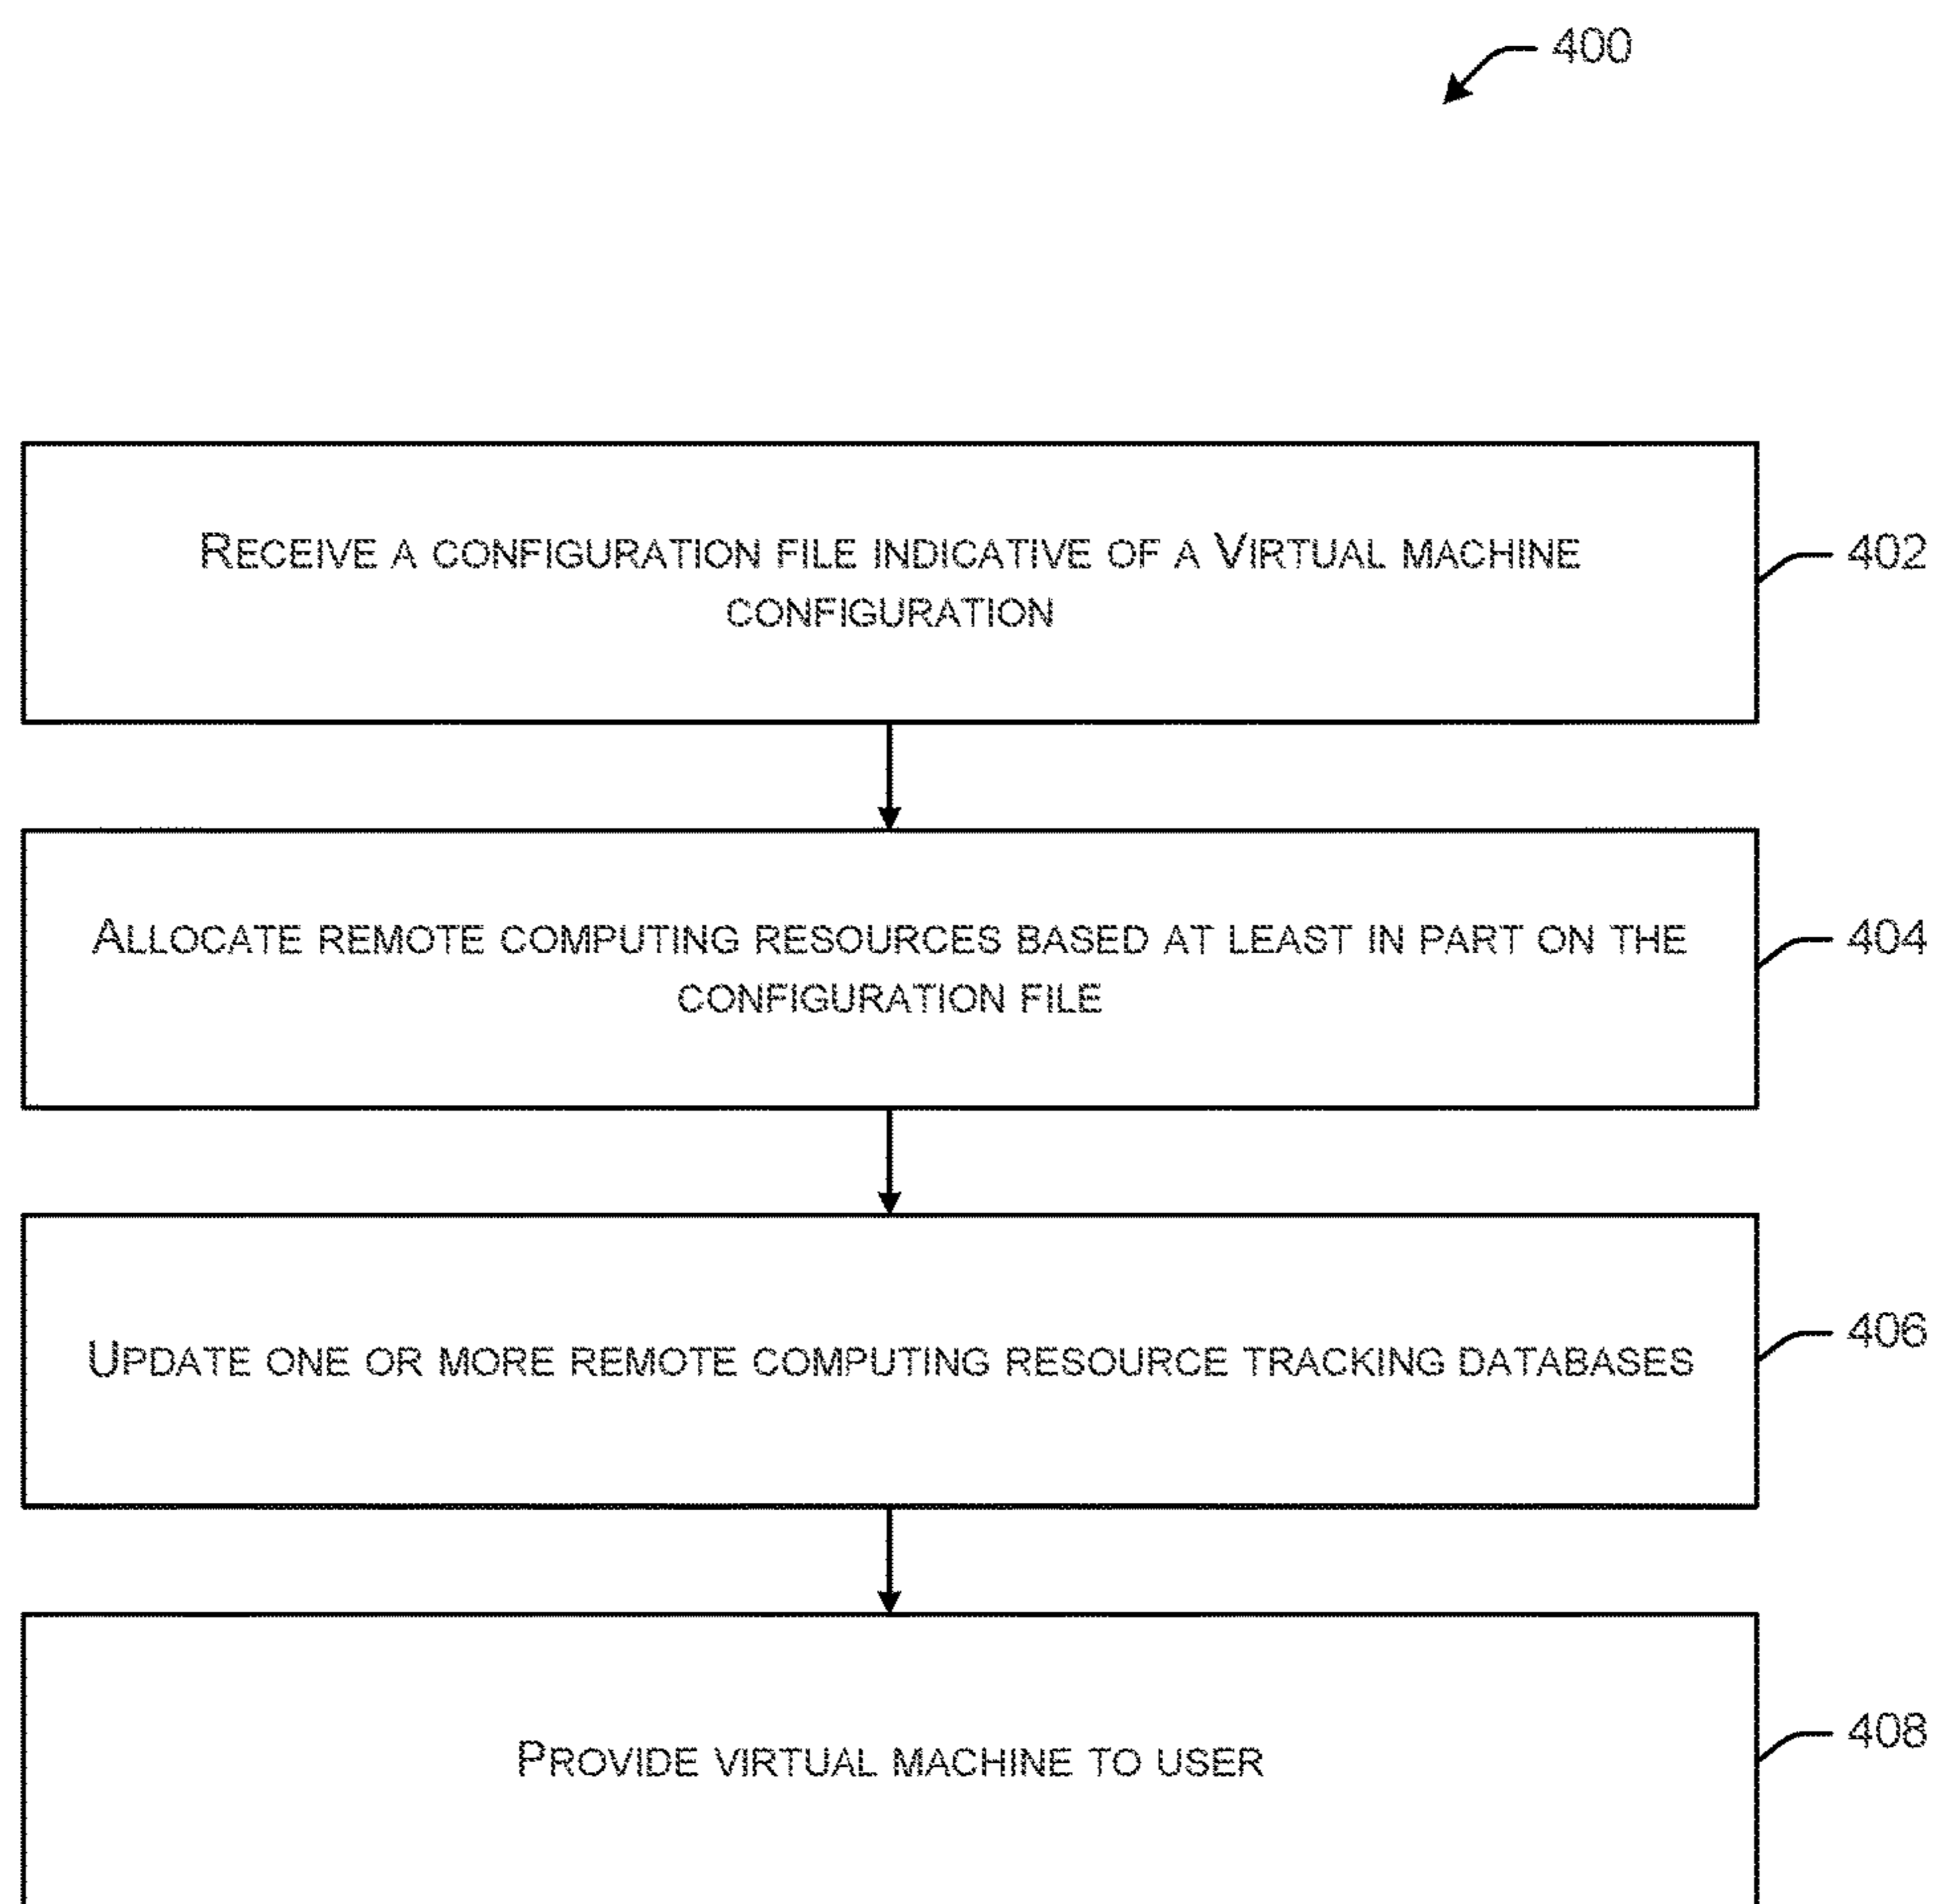 400
RECEIVE A CONFIGURATION FILE INDICATIVE OF A VIRTUAL MACHINE
CONFIGURATION
402
ALLOCATE REMOTE COMPUTING RESOURCES BASED AT LEAST IN PART ON THE
CONFIGURATION FILE
404
UPDATE ONE OR MORE REMOTE COMPUTING RESOURCE TRACKING DATABASES
406
PROVIDE VIRTUAL MACHINE TO USER
408